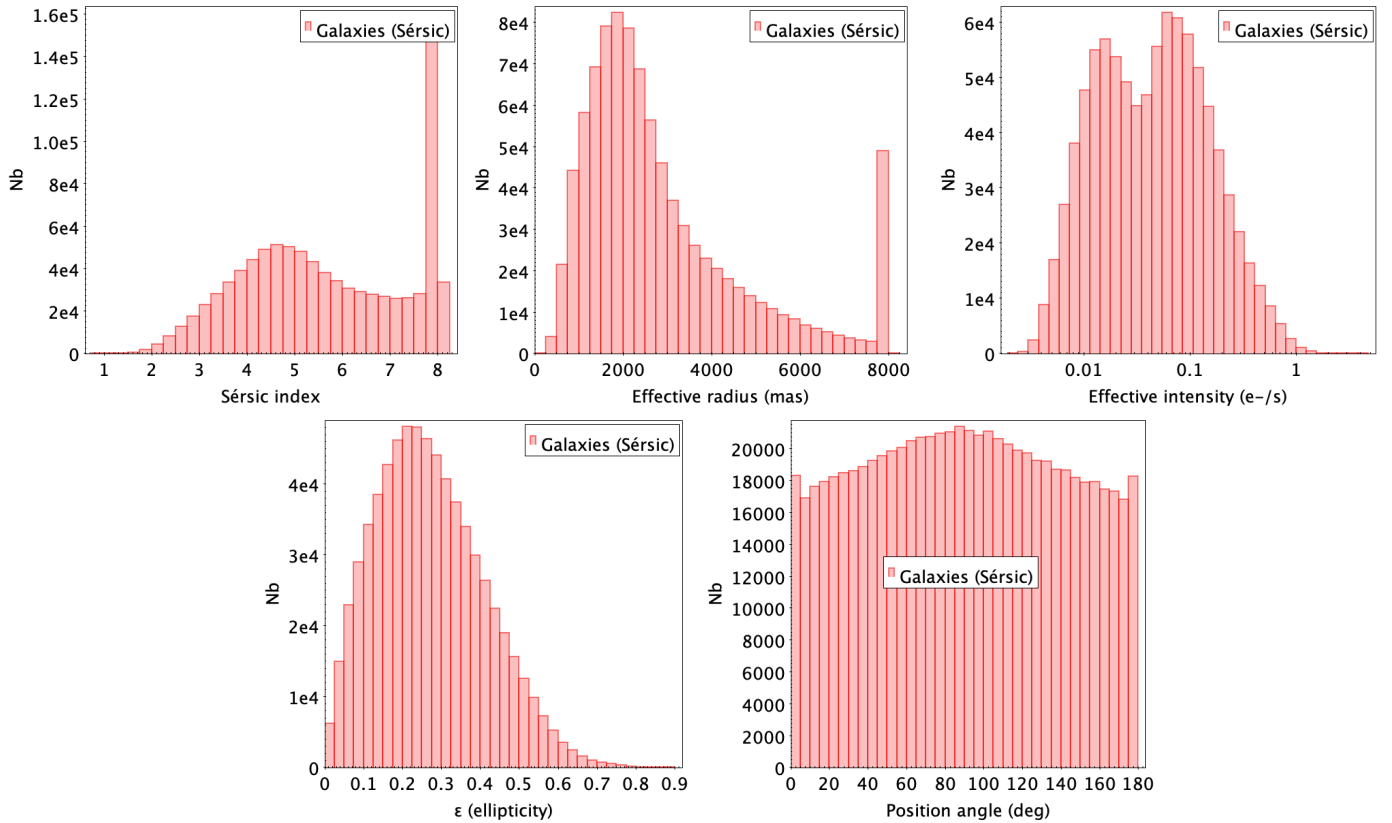 Galaxies (Sérsic)
1.6e5
1.4e5
1.2e5
1.0e5
8e4
6e4
4e4
2e4
0
Nb
1 2 3 4 5 6 7 8
Sérsic index
Galaxies (Sérsic)
8e4
7e4
6e4
5e4
4e4
3e4
2e4
1e4
0
Nb
0 2000 4000 6000 8000
Effective radius (mas)
Galaxies (Sérsic)
6e4
5e4
4e4
3e4
2e4
1e4
0
Nb
0.01 0.1 1
Effective intensity (e-/s)
Galaxies (Sérsic)
4e4
3e4
2e4
1e4
0
Nb
0 0.1 0.2 0.3 0.4 0.5 0.6 0.7 0.8 0.9
ε (ellipticity)
20000
18000
16000
14000
12000
10000
8000
6000
4000
2000
0
Nb
Galaxies (Sérsic)
0 20 40 60 80 100 120 140 160 180
Position angle (deg)